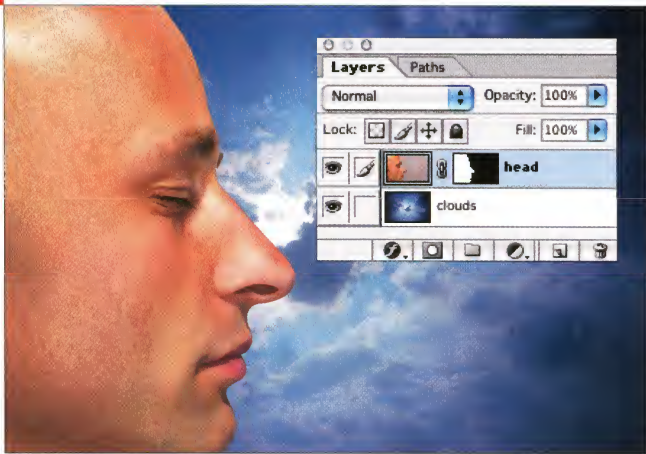 Layers Paths
Normal Opacity: 100%
Lock: Fill: 100%
head
clouds